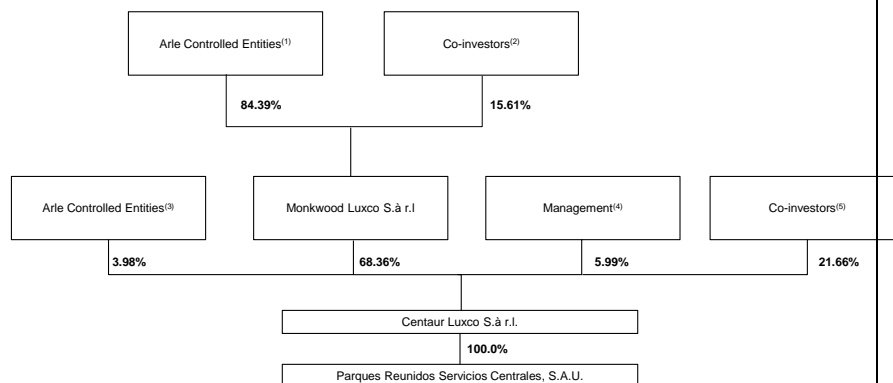 Arle Controlled Entities(1) Co-investors(2)
84.39% 15.61%
Arle Controlled Entities(3) Monkwood Luxco S.à r.l Management(4) Co-investors(5)
3.98% 68.36% 5.99% 21.66%
Centaur Luxco S.à r.l.
100.0%
Parques Reunidos Servicios Centrales, S.A.U.